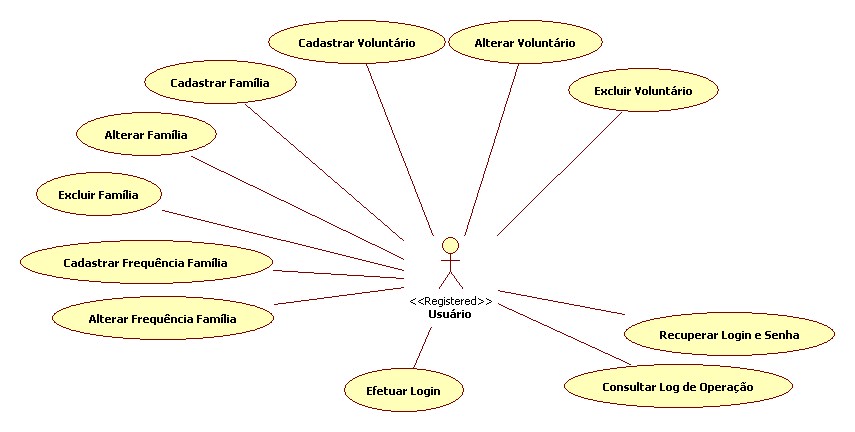 Cadastrar Voluntário
Alterar Voluntário
Cadastrar Família
Excluir Voluntário
Alterar Família
Excluir Família
Cadastrar Frequência Família
Alterar Frequência Família
<<Registered>>
Usuário
Recuperar Login e Senha
Efetuar Login
Consultar Log de Operação